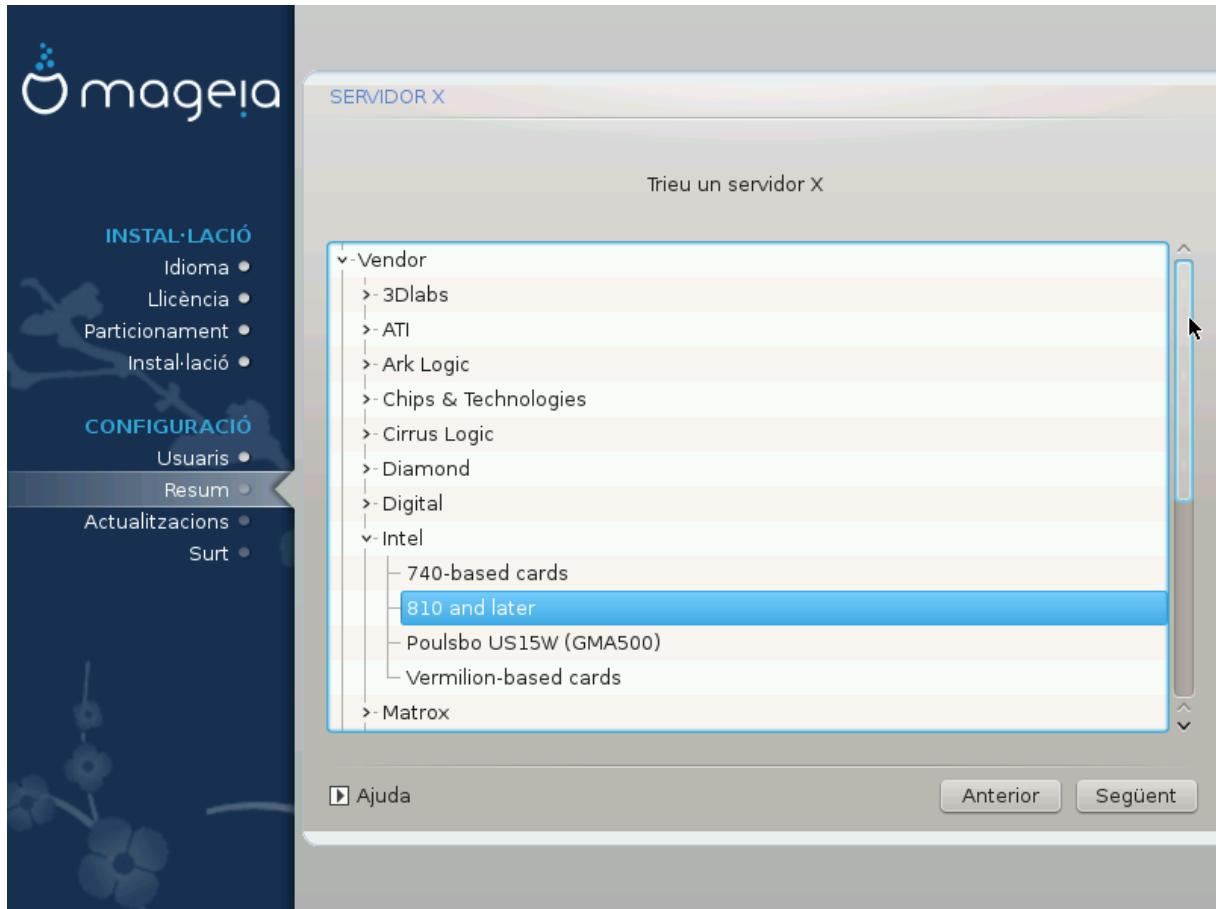 mageia
INSTAL·LACIÓ
Idioma
Llicència
Particionament
Instal·lació
CONFIGURACIÓ
Usuaris
Resum
Actualitzacions
Surt
SERVIDOR X
Trieu un servidor X
Vendor
3Dlabs
ATI
Ark Logic
Chips & Technologies
Cirrus Logic
Diamond
Digital
Intel
740-based cards
810 and later
Poulsbo US15W (GMA500)
Vermilion-based cards
Matrox
Ajuda
Anterior
Següent